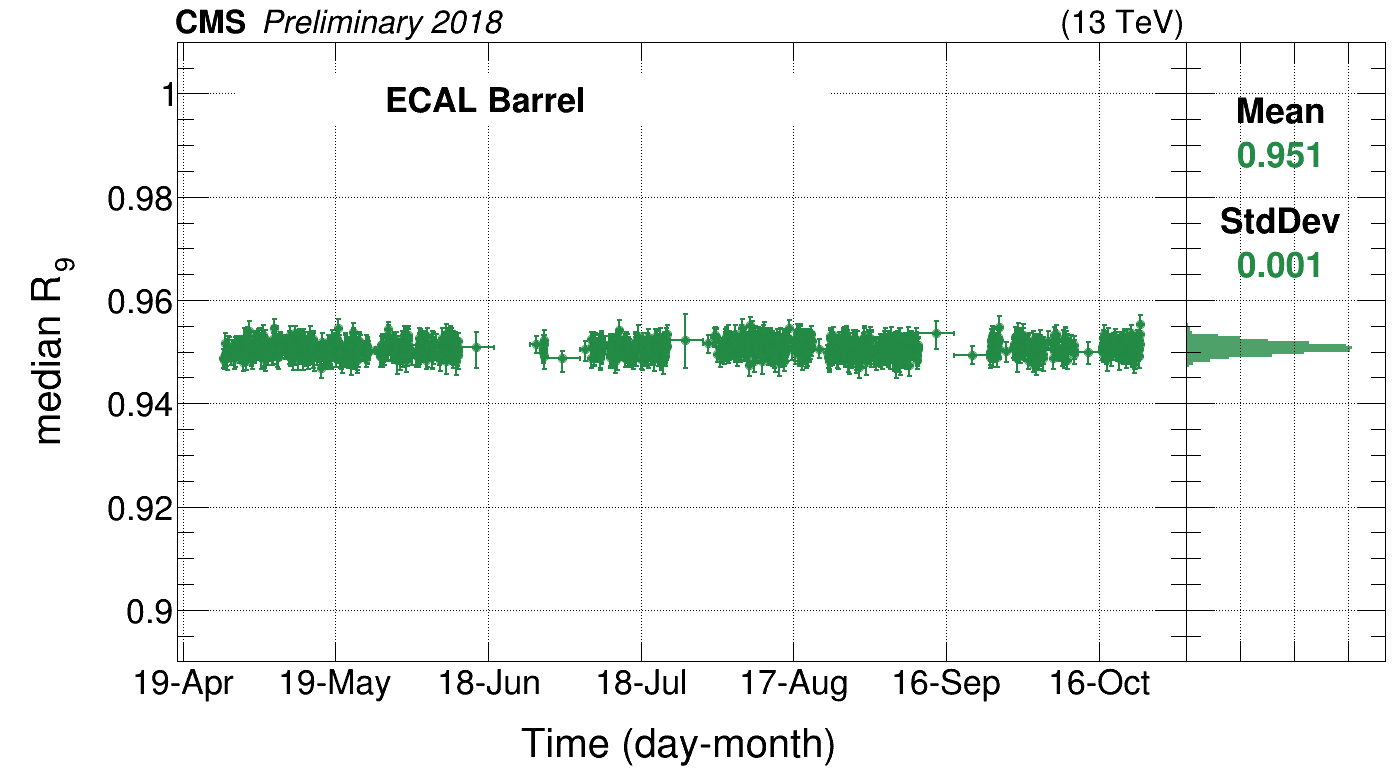 CMS Preliminary 2018 (13 TeV)
ECAL Barrel
Mean
0.951
StdDev
0.001
median R9
1
0.98
0.96
0.94
0.92
0.9
19-Apr 19-May 18-Jun 18-Jul 17-Aug 16-Sep 16-Oct
Time (day-month)